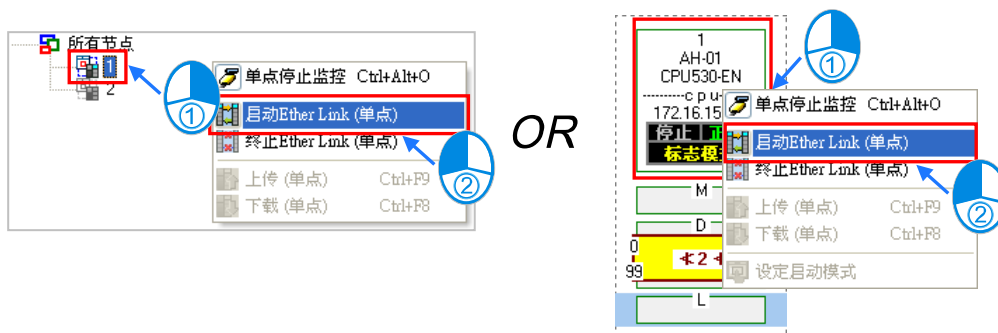 所有节点
1
2
单点停止监控 Ctrl+Alt+O
启动Ether Link (单点)
终止Ether Link (单点)
上传 (单点) Ctrl+F9
下载 (单点) Ctrl+F8
①
②
OR
1
AH-01
CPU530-EN
172.16.15
停止
标志模
M
D
0
99
2
L
单点停止监控 Ctrl+Alt+O
启动Ether Link (单点)
终止Ether Link (单点)
上传 (单点) Ctrl+F9
下载 (单点) Ctrl+F8
设定启动模式
①
②